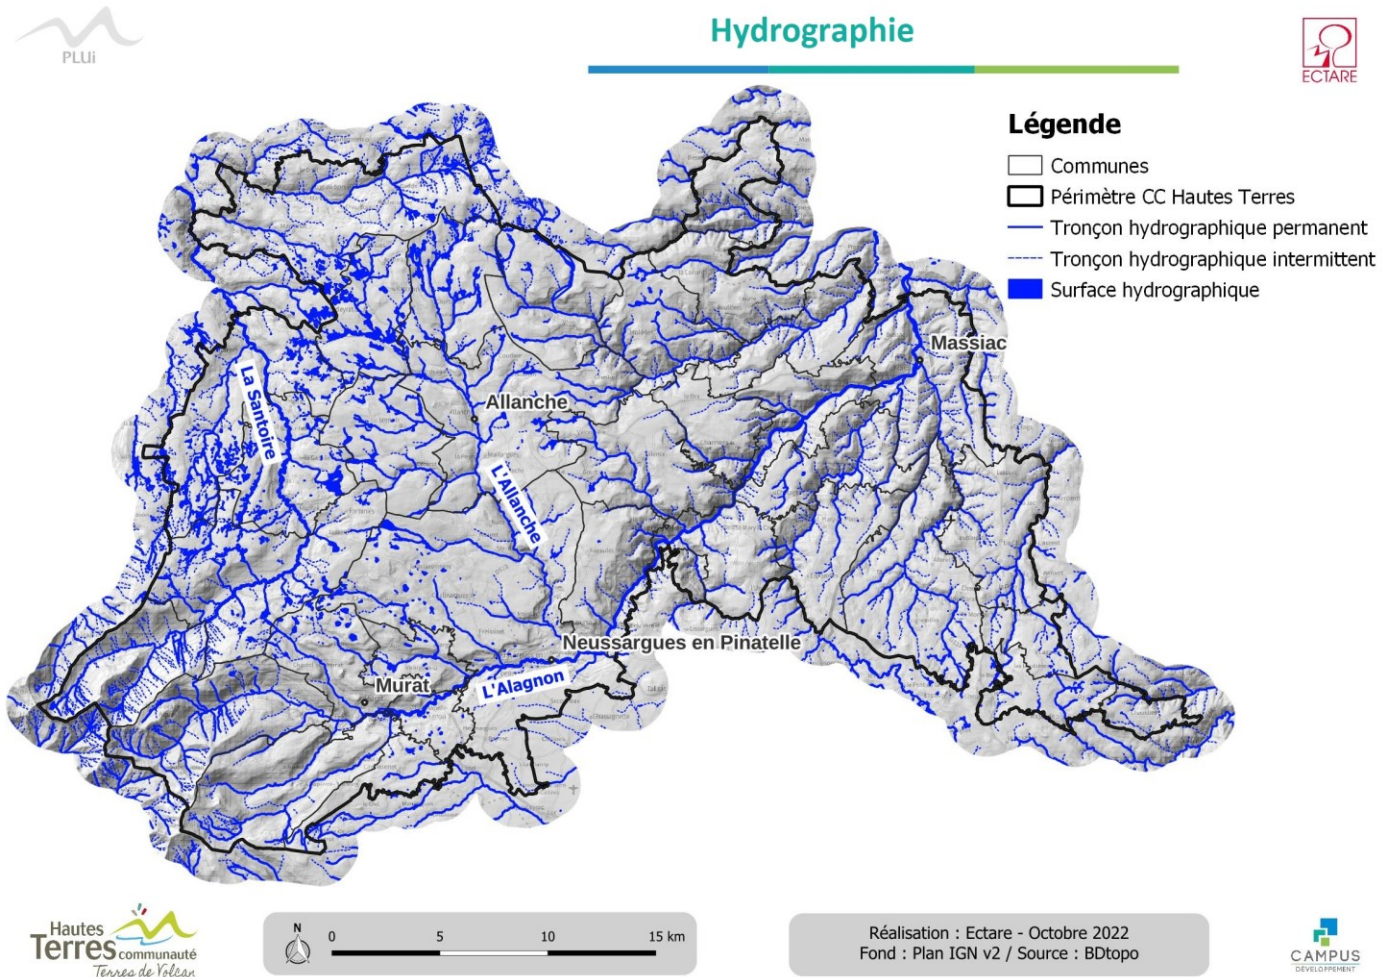 PLUi
Hydrographie
ECTARE
Légende
Communes
Périmètre CC Hautes Terres
Tronçon hydrographique permanent
Tronçon hydrographique intermittent
Surface hydrographique
Massiac
La Santoire
Allanche
L'Allanche
Neussargues en Pinatelle
Murat
L'Alagnon
Hautes
Terres communauté
Terres de Volcan
N
0 5 10 15 km
Réalisation : Ectare - Octobre 2022
Fond : Plan IGN v2 / Source : BDtopo
CAMPUS
DÉVELOPPEMENT